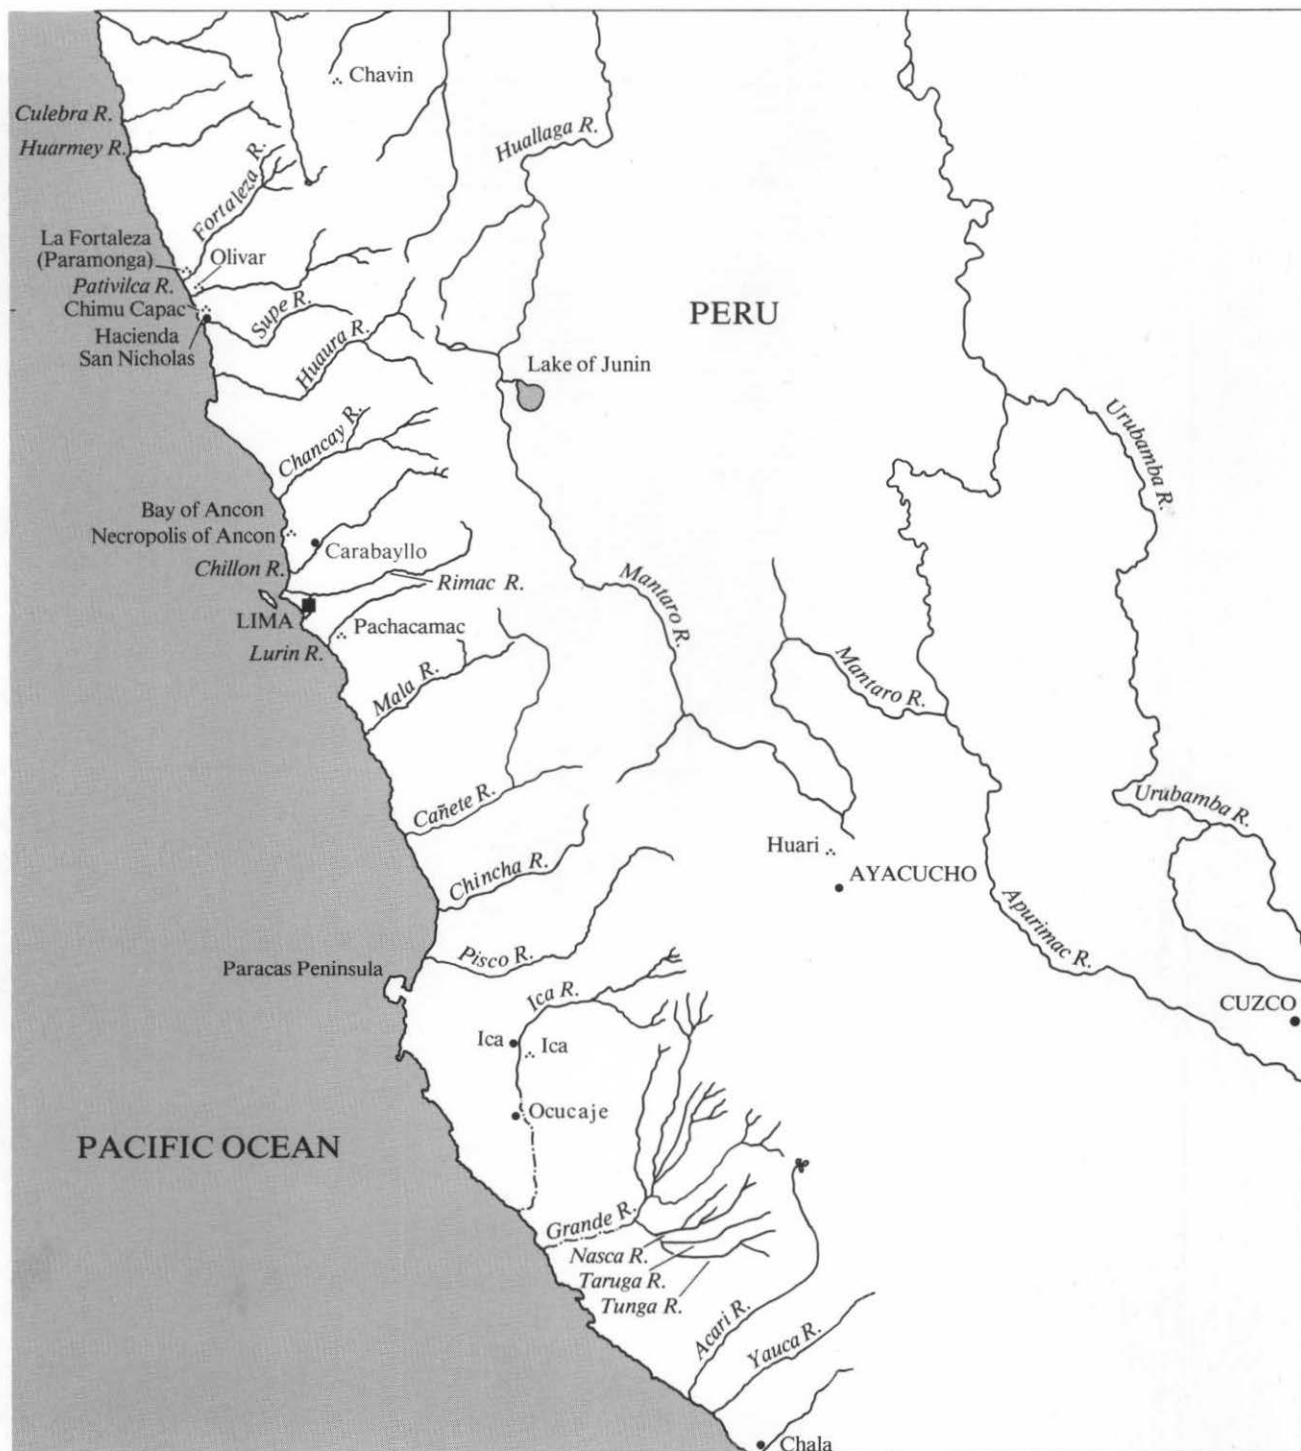 Chavin
Culebra R.
Huarmey R.
Huallaga R.
Fortaleza R.
La Fortaleza
(Paramonga)
Olivar
Pativilca R.
Chimu Capac
Hacienda
San Nicholas
Supe R.
Huaura R.
PERU
Lake of Junin
Chancay R.
Urubamba R.
Bay of Ancon
Necropolis of Ancon
Carabayllo
Chillon R.
Rimac R.
LIMA
Pachacamac
Lurin R.
Mala R.
Mantaro R.
Mantaro R.
Cañete R.
Urubamba R.
Huari
AYACUCHO
Chincha R.
Apurimac R.
Pisco R.
Paracas Peninsula
Ica R.
CUZCO
Ica
Ica
Ocucaje
PACIFIC OCEAN
Grande R.
Nasca R.
Taruga R.
Tunga R.
Acari R.
Yauca R.
Chala